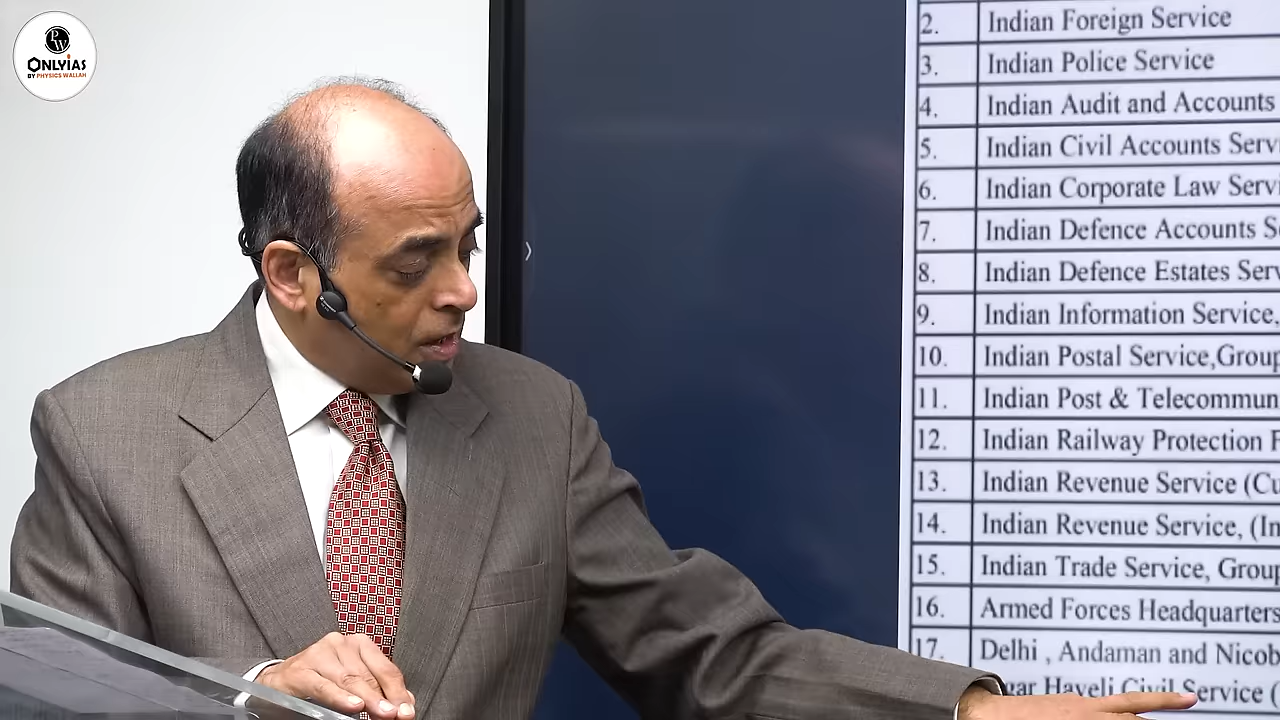 PW
ONLYIAS
BY PHYSICS WALLAH
2. Indian Foreign Service
3. Indian Police Service
4. Indian Audit and Accounts
5. Indian Civil Accounts Serv
6. Indian Corporate Law Servi
7. Indian Defence Accounts S
8. Indian Defence Estates Serv
9. Indian Information Service,
10. Indian Postal Service,Group
11. Indian Post & Telecommun
12. Indian Railway Protection F
13. Indian Revenue Service (Cu
14. Indian Revenue Service, (In
15. Indian Trade Service, Group
16. Armed Forces Headquarters
17. Delhi , Andaman and Nicob
gar Haveli Civil Service (